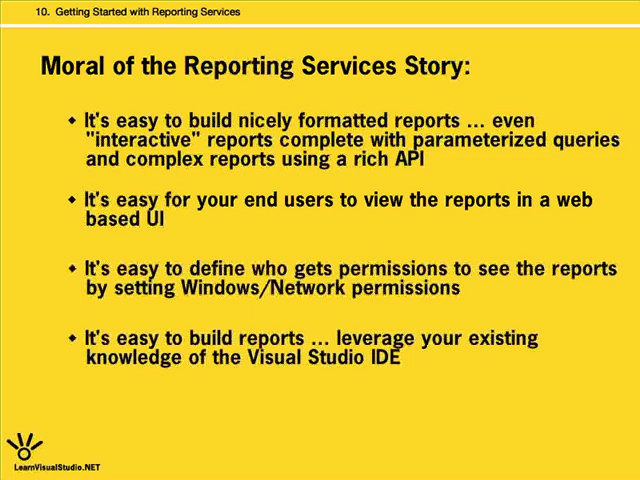 10. Getting Started with Reporting Services
Moral of the Reporting Services Story:
◆ It's easy to build nicely formatted reports ... even
"interactive" reports complete with parameterized queries
and complex reports using a rich API
◆ It's easy for your end users to view the reports in a web
based UI
◆ It's easy to define who gets permissions to see the reports
by setting Windows/Network permissions
◆ It's easy to build reports ... leverage your existing
knowledge of the Visual Studio IDE
LearnVisualStudio.NET